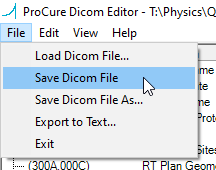 ProCure Dicom Editor - T:\Physics\Q
File Edit View Help
Load Dicom File...
Save Dicom File
Save Dicom File As...
Export to Text...
Exit
(300A,000C) RT Plan Geome